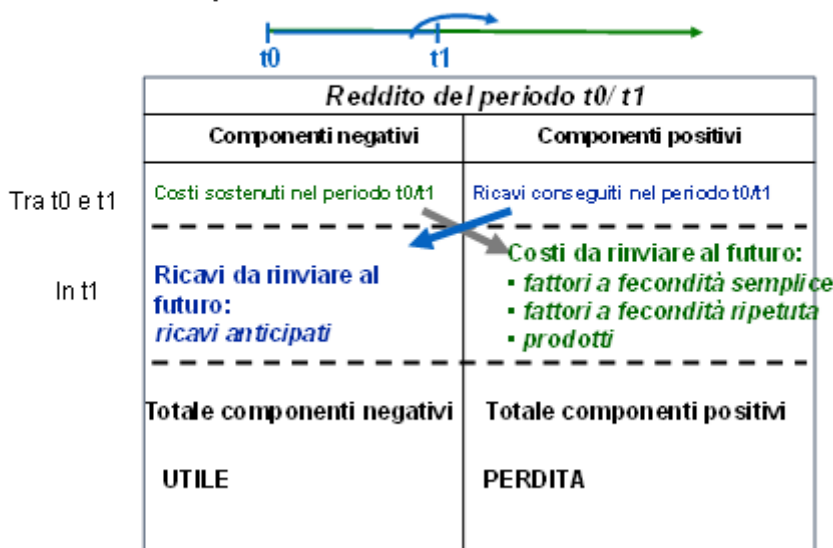 t0 t1
Reddito del periodo t0/ t1
Componenti negativi Componenti positivi
Tra t0 e t1 Costi sostenuti nel periodo t0/t1 Ricavi conseguiti nel periodo t0/t1
In t1
Ricavi da rinviare al
futuro:
ricavi anticipati
Costi da rinviare al futuro:
▪ fattori a fecondità semplice
▪ fattori a fecondità ripetuta
▪ prodotti
Totale componenti negativi Totale componenti positivi
UTILE PERDITA